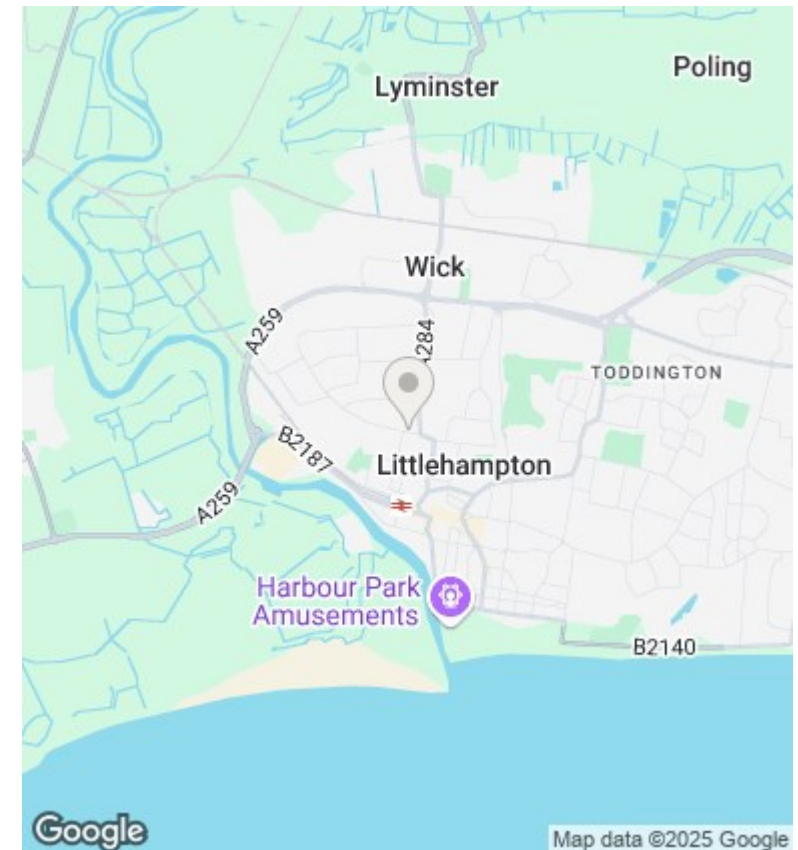 Poling
Lyminster
Wick
A259
A284
TODDINGTON
B2187
Littlehampton
A259
Harbour Park
Amusements
B2140
Google
Map data ©2025 Google